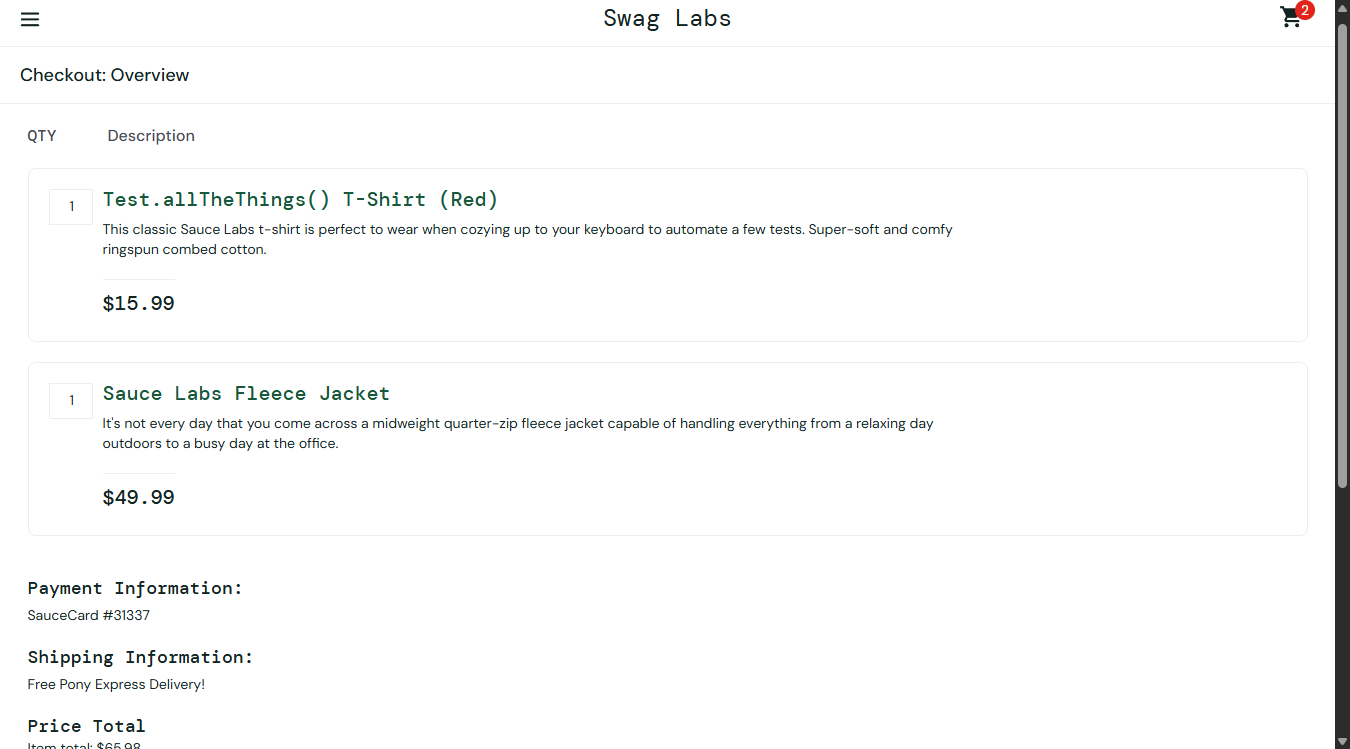 Swag Labs
2
Checkout: Overview
QTY Description
1
Test.allTheThings() T-Shirt (Red)
This classic Sauce Labs t-shirt is perfect to wear when cozying up to your keyboard to automate a few tests. Super-soft and comfy
ringspun combed cotton.
$15.99
1
Sauce Labs Fleece Jacket
It's not every day that you come across a midweight quarter-zip fleece jacket capable of handling everything from a relaxing day
outdoors to a busy day at the office.
$49.99
Payment Information:
SauceCard #31337
Shipping Information:
Free Pony Express Delivery!
Price Total
Item total: $65.98